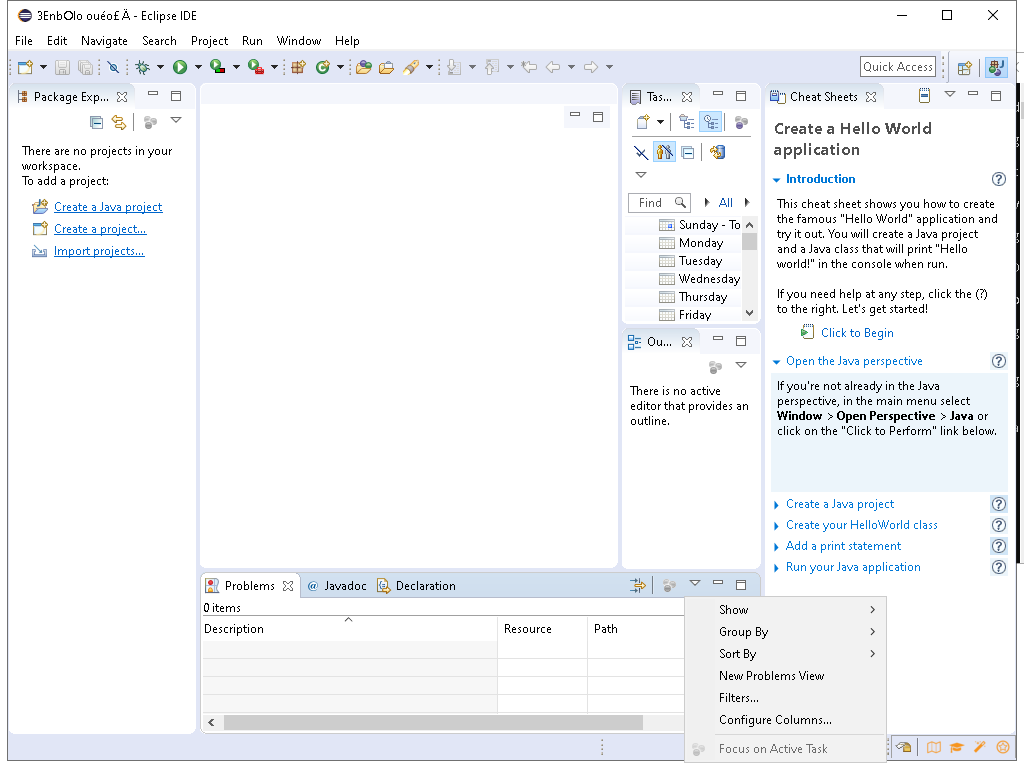 - Eclipse IDE
File Edit Navigate Search Project Run Window Help
Quick Access
Package Exp...
There are no projects in your
workspace.
To add a project:
Create a Java project
Create a project...
Import projects...
Tas...
Find
All
Sunday - To
Monday
Tuesday
Wednesday
Thursday
Friday
Ou...
There is no active
editor that provides an
outline.
Cheat Sheets
Create a Hello World
application
Introduction
This cheat sheet shows you how to create
the famous "Hello World" application and
try it out. You will create a Java project
and a Java class that will print "Hello
world!" in the console when run.
If you need help at any step, click the (?)
to the right. Let's get started!
Click to Begin
Open the Java perspective
If you're not already in the Java
perspective, in the main menu select
Window > Open Perspective > Java or
click on the "Click to Perform" link below.
Create a Java project
Create your HelloWorld class
Add a print statement
Run your Java application
Problems @ Javadoc Declaration
0 items
Description Resource Path
Show
Group By
Sort By
New Problems View
Filters...
Configure Columns...
Focus on Active Task